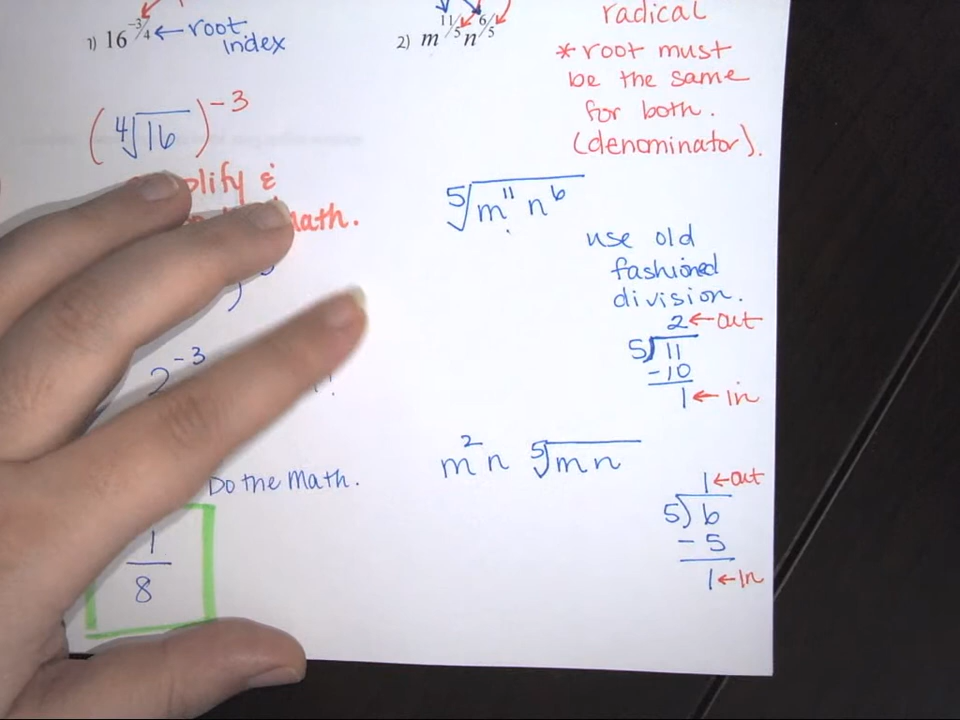 1) 16^-3/4 ← root index
(⁴√16)^-3
math.
2^-3
Do the Math.
1/8
2) m^11/5 n^6/5
radical
* root must
be the same
for both.
(denominator).
⁵√m^11 n^6
use old
fashioned
division.
2 ← out
5)11
-10
1 ← in
m²n ⁵√mn
1 ← out
5)6
-5
1 ← in